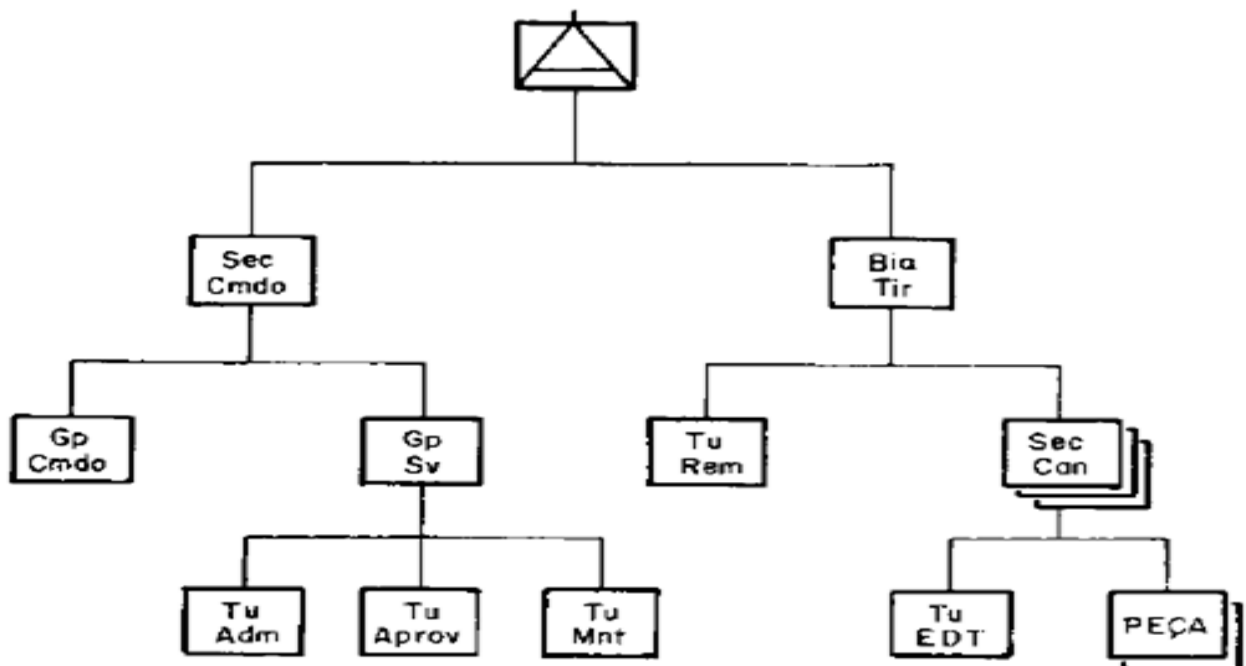 Sec
Cmdo
Bia
Tir
Gp
Cmdo
Gp
Sv
Tu
Rem
Sec
Can
Tu
Adm
Tu
Aprov
Tu
Mnt
Tu
EDT
PEÇA